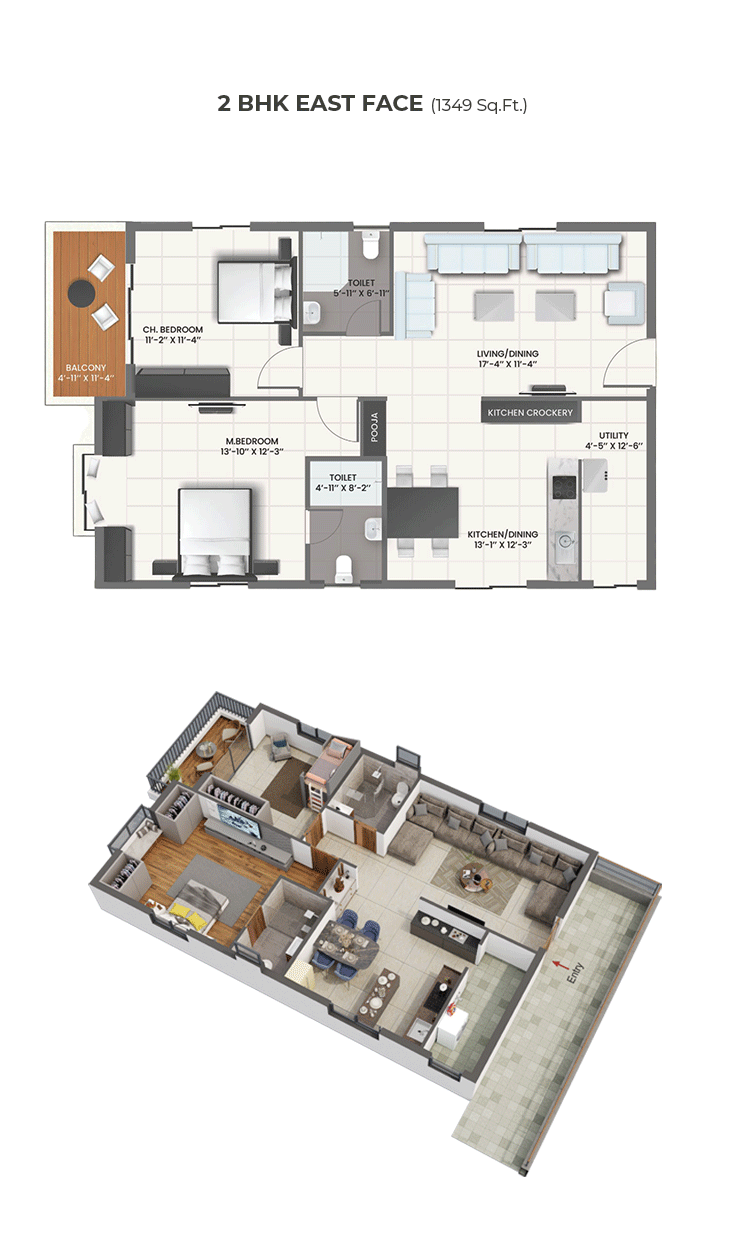 2 BHK EAST FACE (1349 Sq.Ft.)
TOILET
5'-11" X 6'-11"
CH. BEDROOM
11'-2" X 11'-4"
LIVING/DINING
17'-4" X 11'-4"
BALCONY
4'-11" X 11'-4"
KITCHEN CROCKERY
POOJA
M.BEDROOM
13'-10" X 12'-3"
UTILITY
4'-5" X 12'-6"
TOILET
4'-11" X 8'-2"
KITCHEN/DINING
13'-1" X 12'-3"
Entry